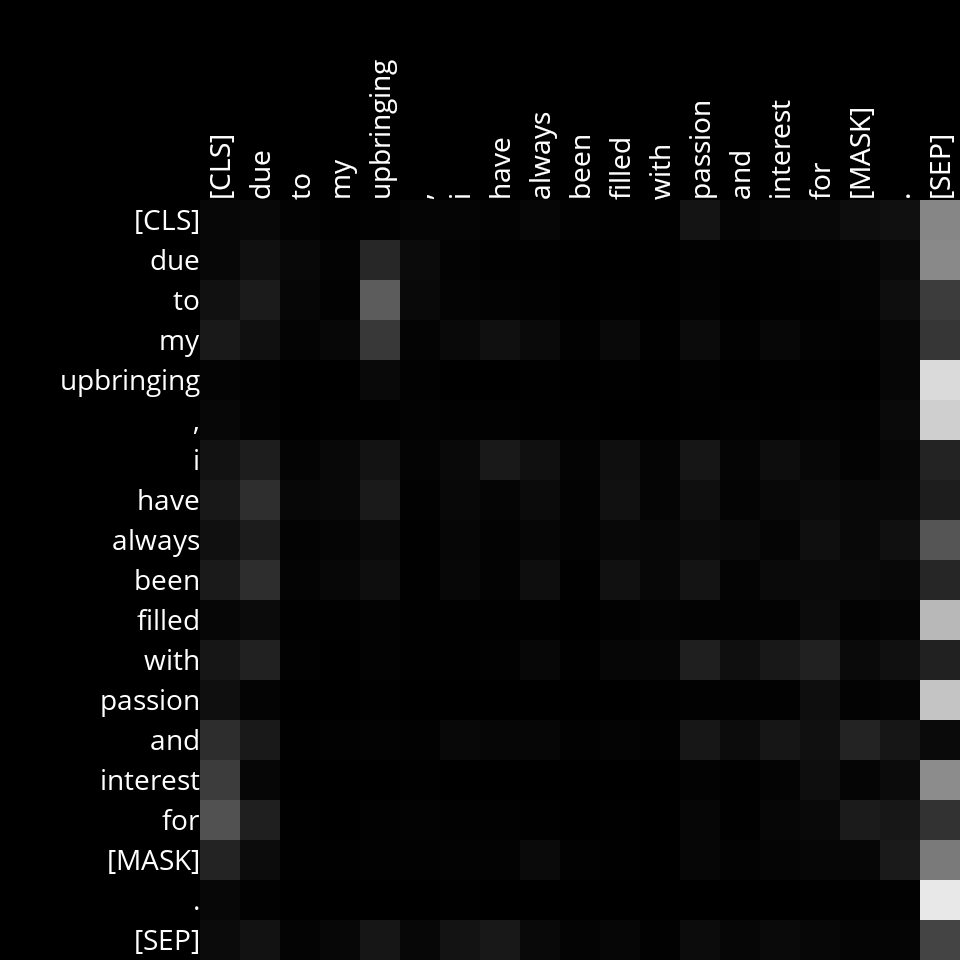 [CLS] due to my upbringing , i have always been filled with passion and interest for [MASK] . [SEP]
[CLS]
due
to
my
upbringing
,
i
have
always
been
filled
with
passion
and
interest
for
[MASK]
.
[SEP]